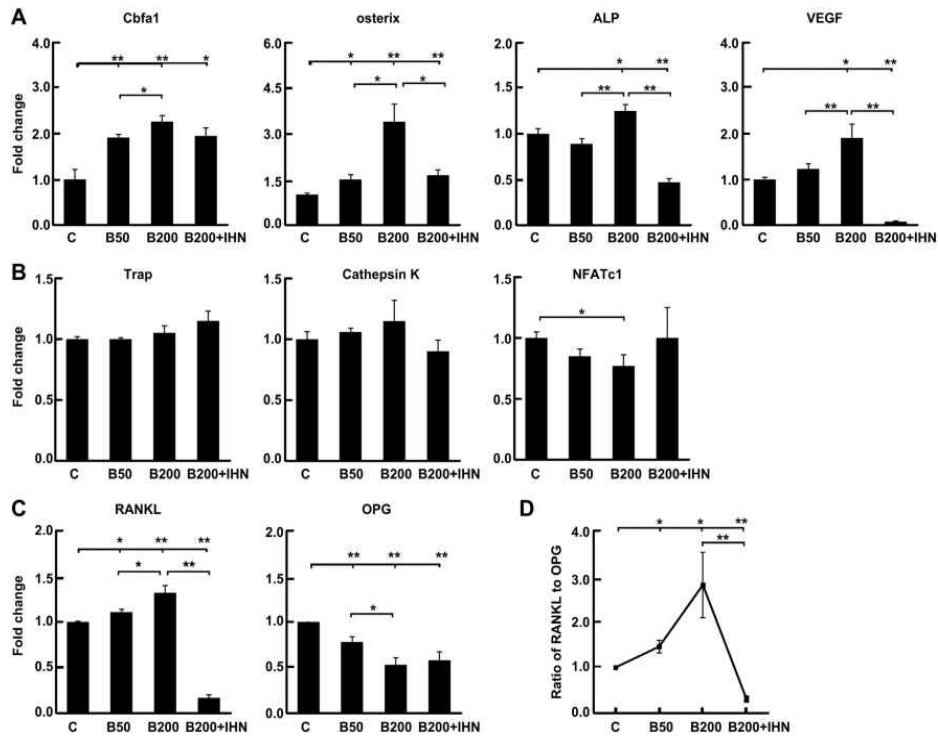 A
Cbfa1
osterix
ALP
VEGF
Fold change
4.0
3.0
2.0
1.0
0.0
** ** *
*
C B50 B200 B200+IHN
6.0
4.5
3.0
1.5
0.0
* ** **
* *
C B50 B200 B200+IHN
2.0
1.5
1.0
0.5
0.0
* **
** **
C B50 B200 B200+IHN
4.0
3.0
2.0
1.0
0.0
* **
** **
C B50 B200 B200+IHN
B
Trap
Cathepsin K
NFATc1
Fold change
1.5
1.0
0.5
0.0
C B50 B200 B200+IHN
1.5
1.0
0.5
0.0
C B50 B200 B200+IHN
1.5
1.0
0.5
0.0
*
C B50 B200 B200+IHN
C
RANKL
OPG
Fold change
2.0
1.5
1.0
0.5
0.0
* ** **
* **
C B50 B200 B200+IHN
2.0
1.5
1.0
0.5
0.0
** ** **
*
C B50 B200 B200+IHN
D
Ratio of RANKL to OPG
4.0
3.0
2.0
1.0
0.0
* * **
**
C B50 B200 B200+IHN